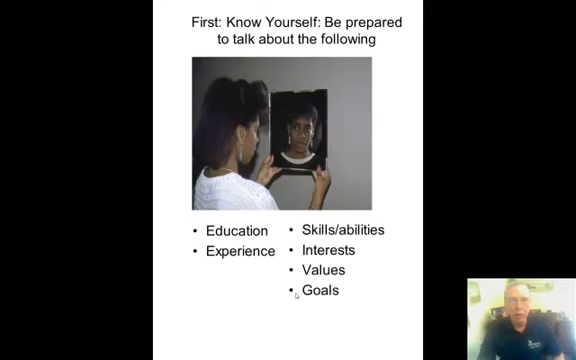 First: Know Yourself: Be prepared
to talk about the following
• Education
• Experience
• Skills/abilities
• Interests
• Values
• Goals